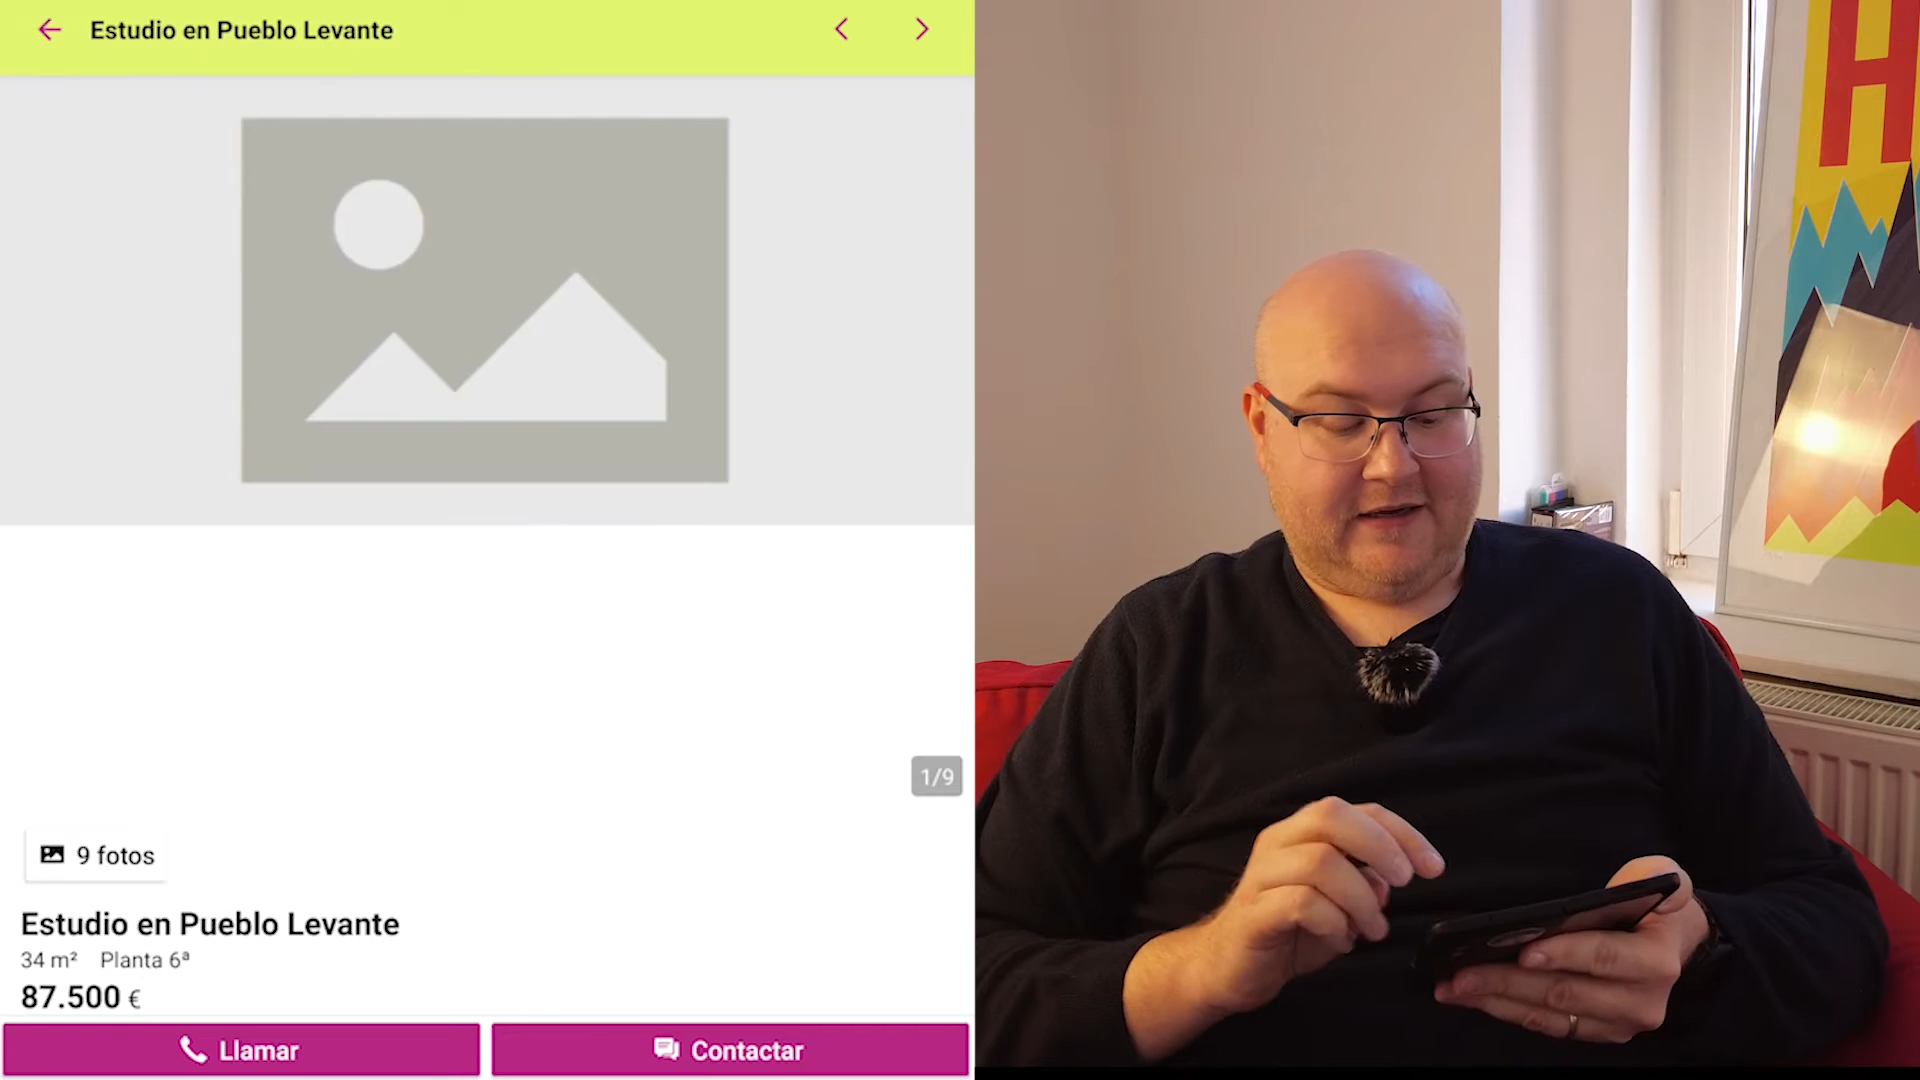 Estudio en Pueblo Levante
H
1/9
9 fotos
Estudio en Pueblo Levante
34 m² Planta 6ª
87.500 €
Llamar
Contactar